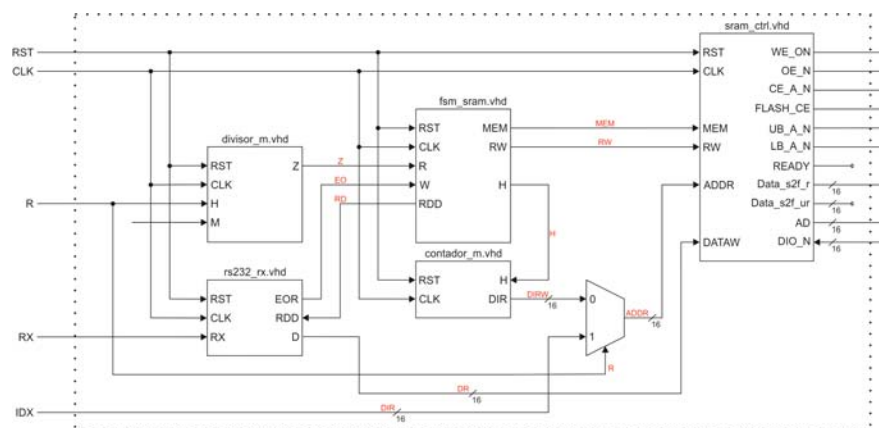 sram_ctrl.vhd
RST
CLK
RST
WE_ON
CLK
OE_N
CE_A_N
FLASH_CE
MEM
UB_A_N
RW
LB_A_N
READY
ADDR
Data_s2f_r
16
Data_s2f_ur
16
AD
16
DATAW
DIO_N
16
fsm_sram.vhd
RST
MEM
MEM
CLK
RW
RW
R
W
H
RDD
H
divisor_m.vhd
RST
Z
Z
CLK
H
M
EO
RD
R
contador_m.vhd
RST
H
CLK
DIR
DIRW
16
rs232_rx.vhd
RST
EOR
CLK
RDD
RX
D
RX
0
1
ADDR
16
R
DR
16
IDX
DIR
16